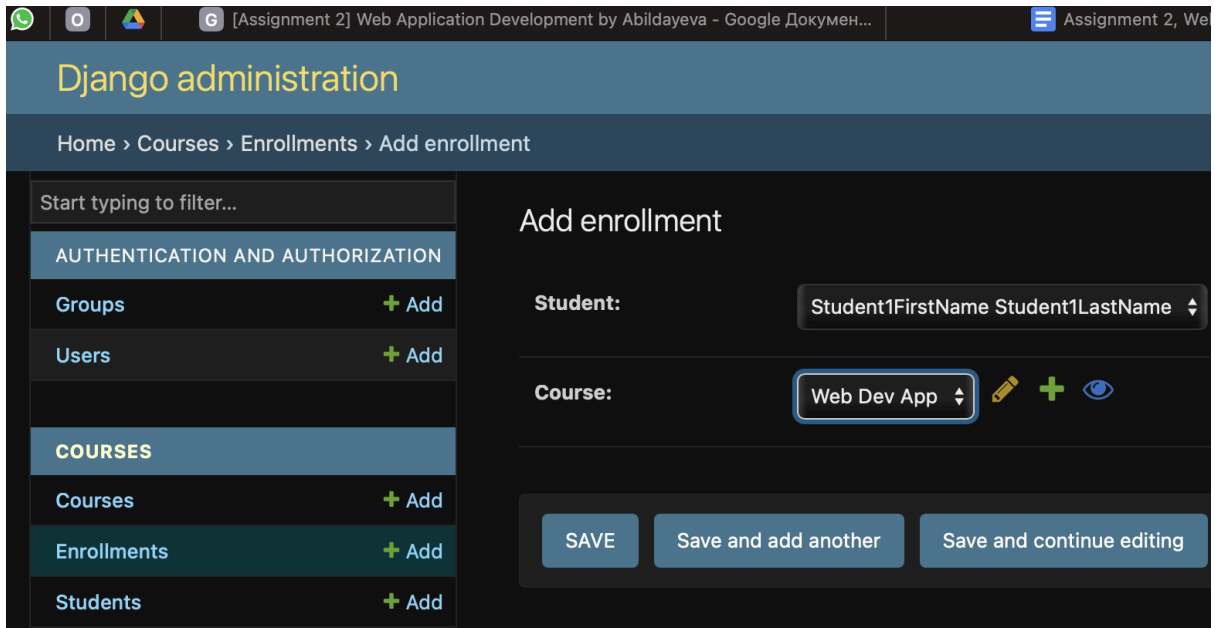 O
G [Assignment 2] Web Application Development by Abildayeva - Google Докумен...
Assignment 2, We
Django administration
Home › Courses › Enrollments › Add enrollment
Start typing to filter...
AUTHENTICATION AND AUTHORIZATION
Groups + Add
Users + Add
COURSES
Courses + Add
Enrollments + Add
Students + Add
Add enrollment
Student: Student1FirstName Student1LastName
Course: Web Dev App
SAVE Save and add another Save and continue editing